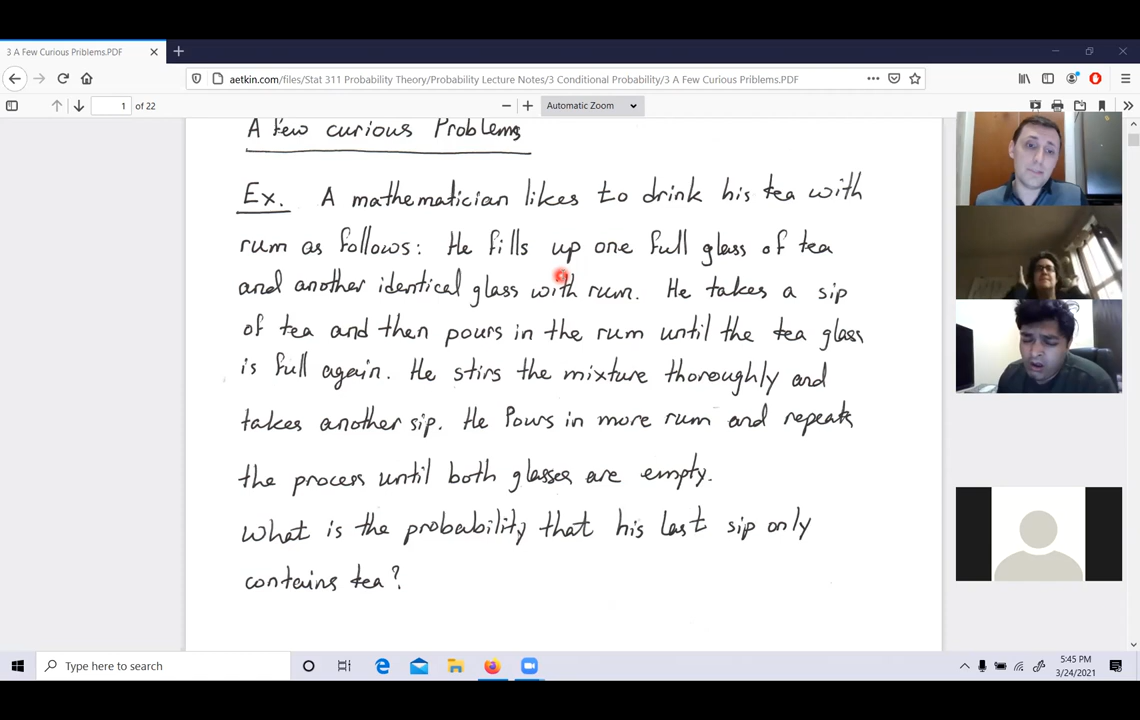 3 A Few Curious Priblems.PDF
aetkin.com/files/Stat 311 Probability Theory/Probability Lecture Notes/3 Conditional Probability/3 A Few Curious Priblems.PDF
1 of 22
Automatic Zoom
A Few curious Problems
Ex. A mathematician likes to drink his tea with
rum as follows: He fills up one full glass of tea
and another identical glass with rum. He takes a sip
of tea and then pours in the rum until the tea glass
is full again. He stirs the mixture thoroughly and
takes another sip. He Pours in more rum and repeats
the process until both glasses are empty.
What is the probability that his last sip only
contains tea?
Type here to search
5:45 PM
3/24/2021